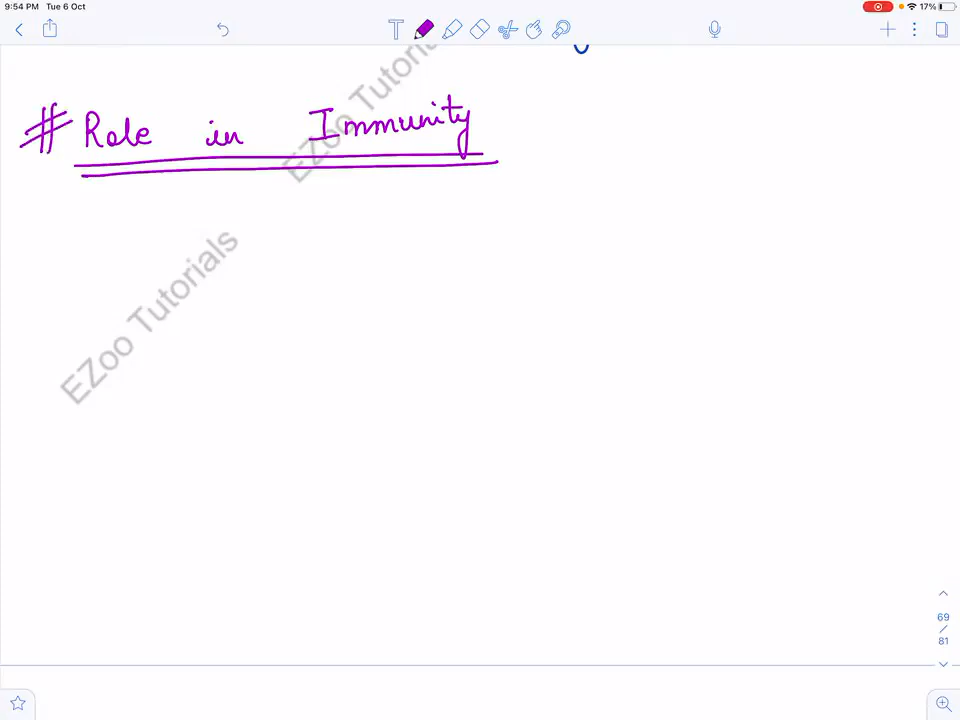 9:54 PM Tue 6 Oct
17%
T
# Role in Immunity
EZoo Tutorials
EZoo Tutorials
69
/
81